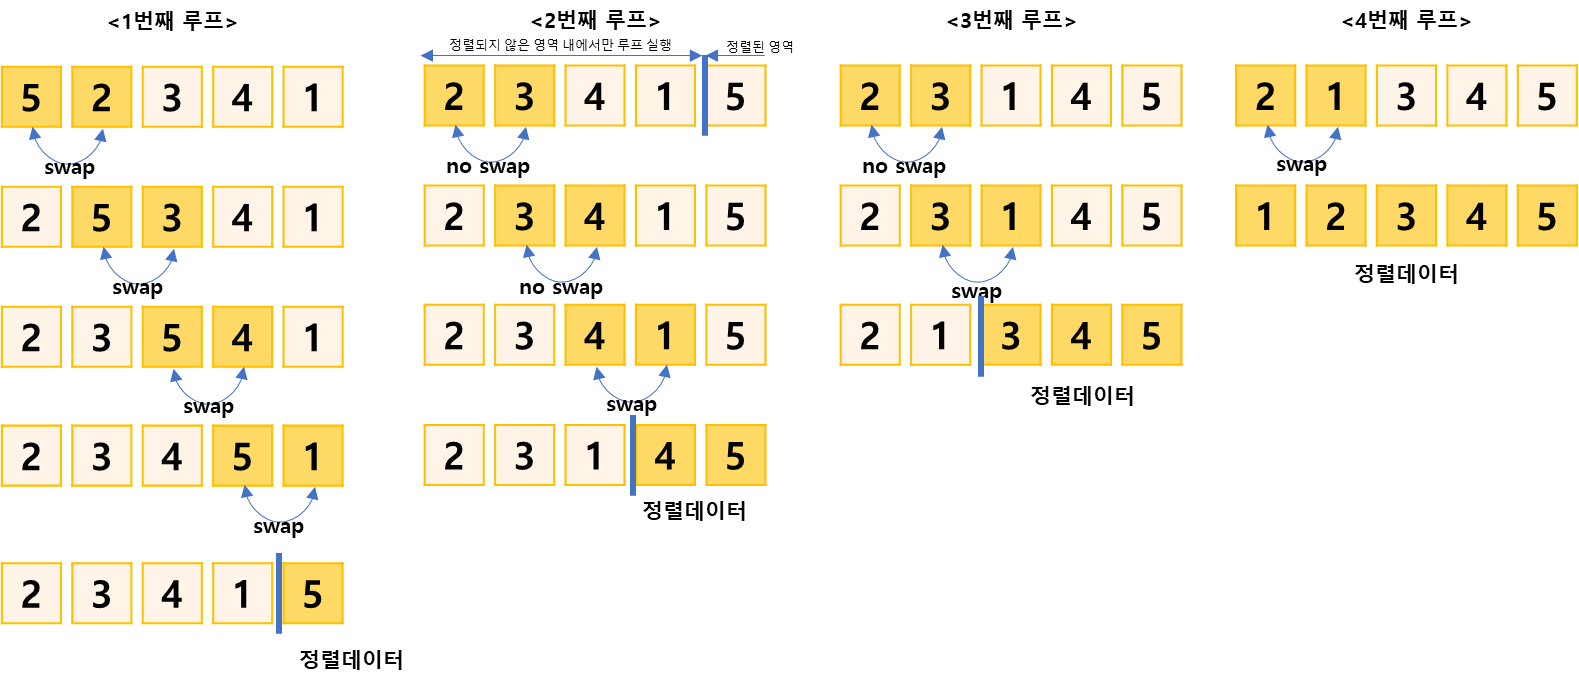 <1번째 루프>
5 2 3 4 1
swap
2 5 3 4 1
swap
2 3 5 4 1
swap
2 3 4 5 1
swap
2 3 4 1 5
정렬데이터
<2번째 루프>
정렬되지 않은 영역 내에서만 루프 실행
정렬된 영역
2 3 4 1 5
no swap
2 3 4 1 5
no swap
2 3 4 1 5
swap
2 3 1 4 5
정렬데이터
<3번째 루프>
2 3 1 4 5
no swap
2 3 1 4 5
swap
2 1 3 4 5
정렬데이터
<4번째 루프>
2 1 3 4 5
swap
1 2 3 4 5
정렬데이터